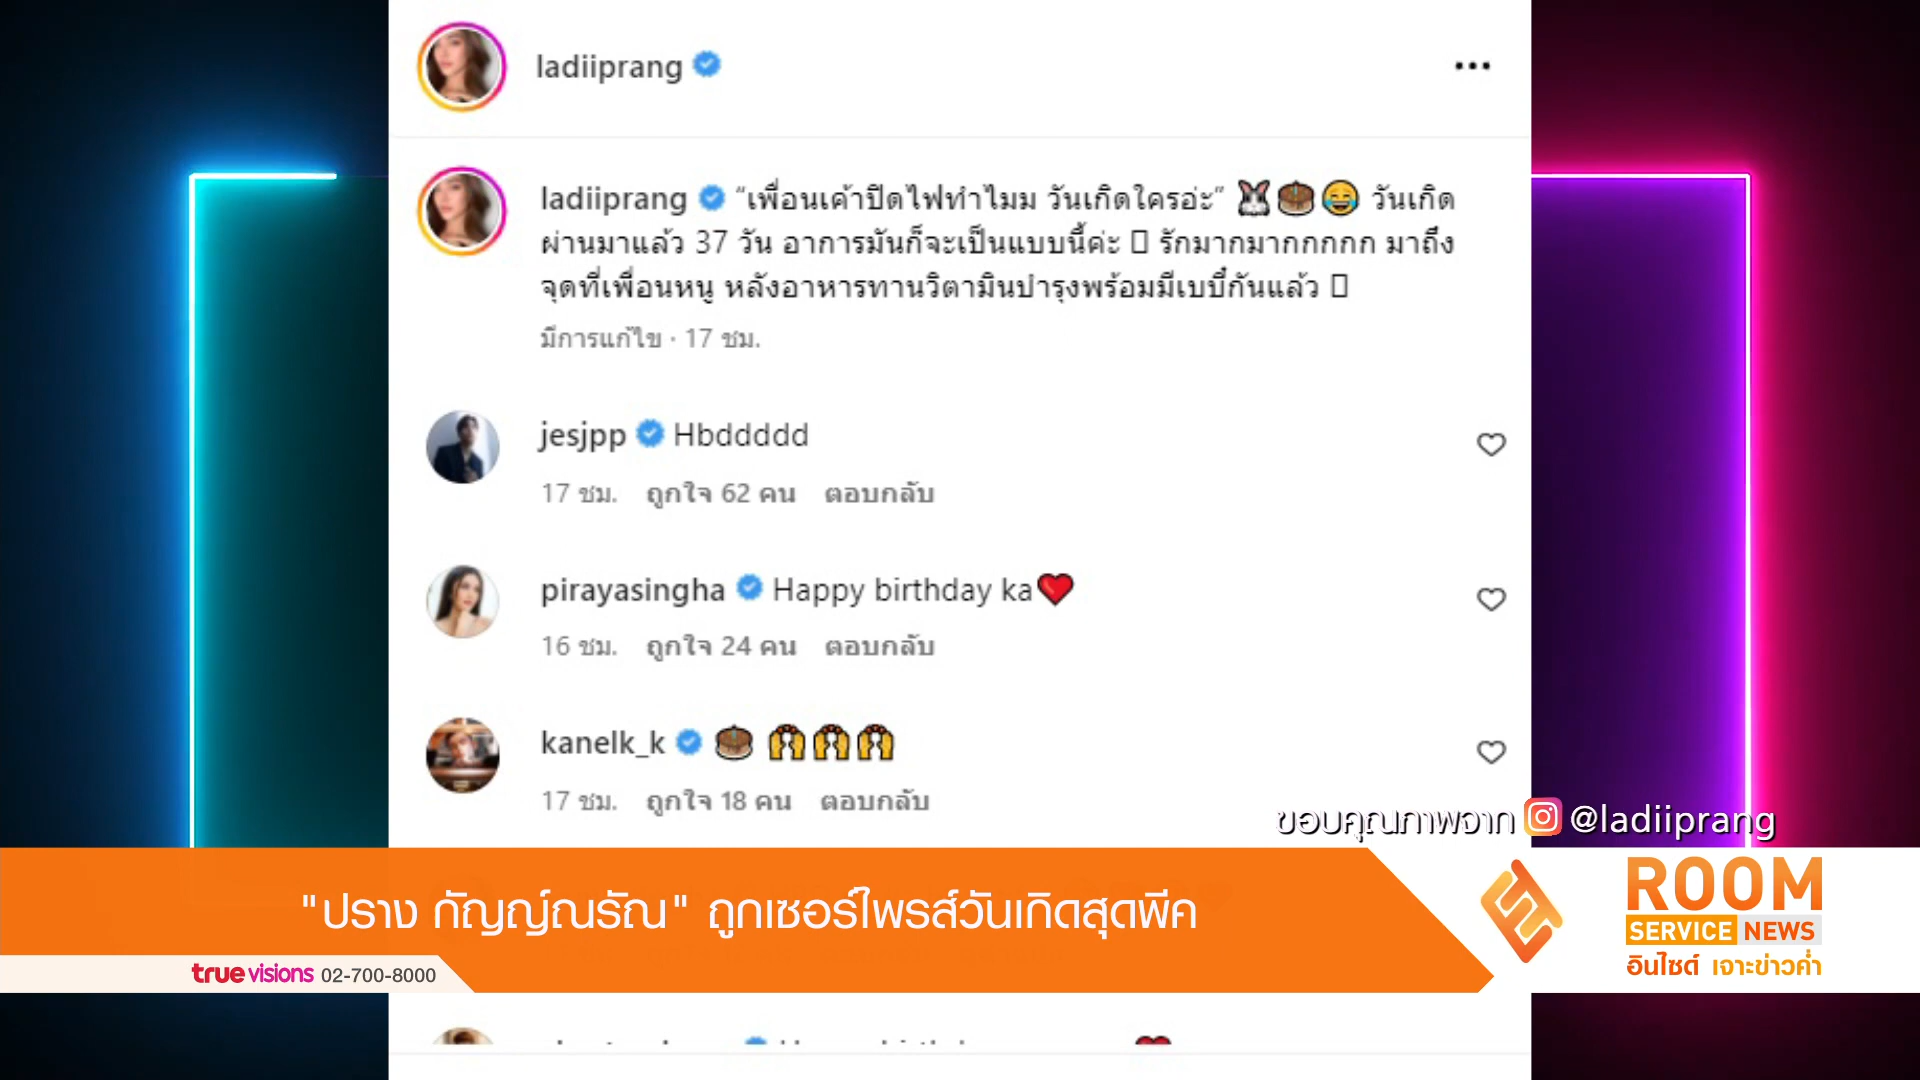 ladiiprang
ladiiprang “เพื่อนเค้าปิดไฟทำไมม วันเกิดใครอ่ะ” 🐰🎂😂 วันเกิด
ผ่านมาแล้ว 37 วัน อาการมันก็จะเป็นแบบนี้ค่ะ ▯ รักมากมากกกกก มาถึง
จุดที่เพื่อนหนู หลังอาหารทานวิตามินบำรุงพร้อมมีเบบี๋กันแล้ว ▯
มีการแก้ไข · 17 ชม.
jesjpp Hbddddd
17 ชม. ถูกใจ 62 คน ตอบกลับ
pirayasingha Happy birthday ka❤️
16 ชม. ถูกใจ 24 คน ตอบกลับ
kanelk_k 🎂 🙌🙌🙌
17 ชม. ถูกใจ 18 คน ตอบกลับ
ขอบคุณภาพจาก @ladiiprang
"ปราง กัญญ์ณรัณ" ถูกเซอร์ไพรส์วันเกิดสุดพีค
ROOM
SERVICE NEWS
อินไซด์ เจาะข่าวค่ำ
truevisions 02-700-8000